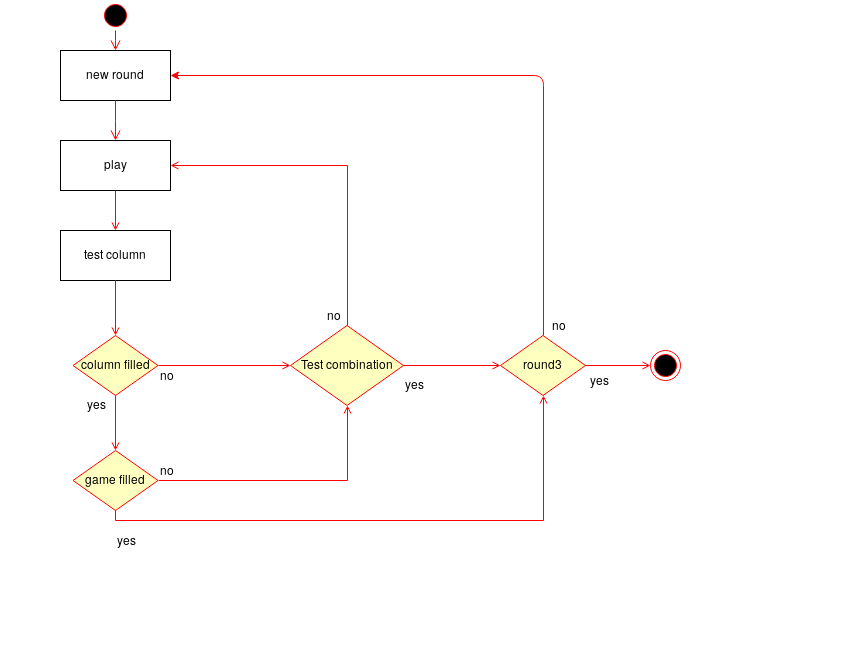 new round
play
test column
no
no
column filled
Test combination
round3
no
yes
yes
yes
no
game filled
yes